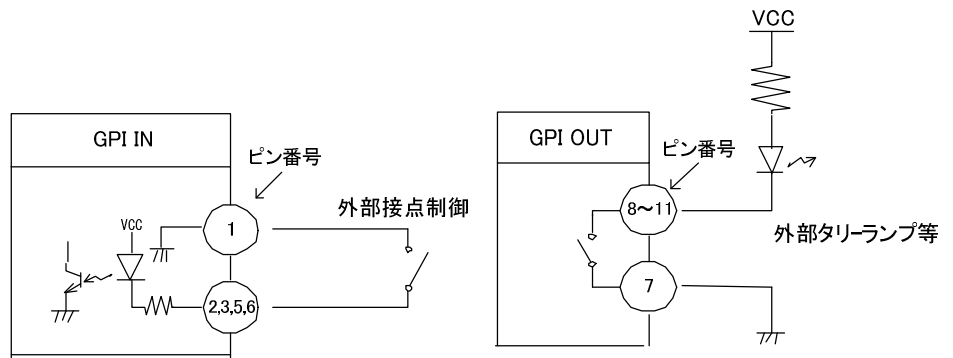 GPI IN
ピン番号
1
外部接点制御
VCC
2,3,5,6
VCC
GPI OUT
ピン番号
8~11
外部タリーランプ等
7